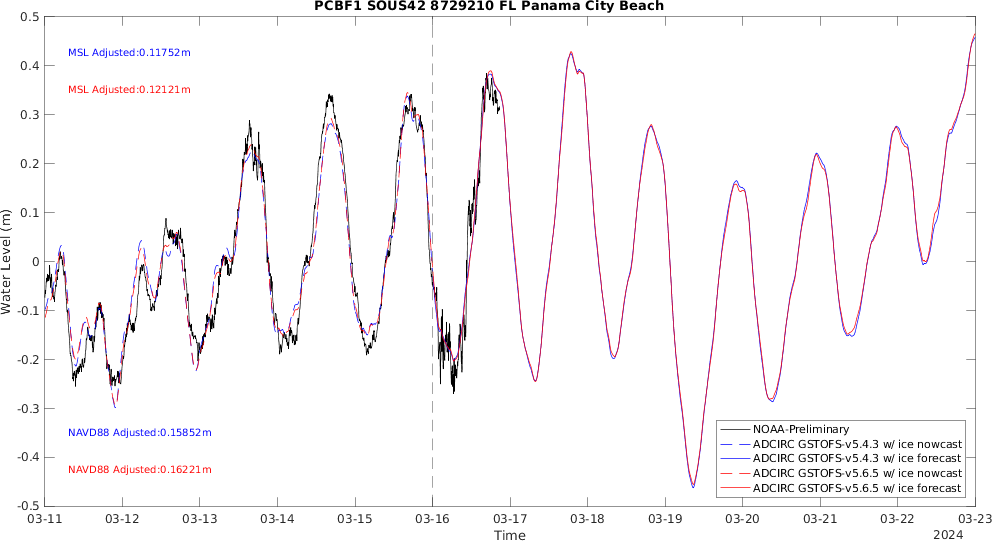 PCBF1 SOUS42 8729210 FL Panama City Beach
0.5
0.4
0.3
0.2
0.1
0
-0.1
-0.2
-0.3
-0.4
-0.5
Water Level (m)
MSL Adjusted:0.11752m
MSL Adjusted:0.12121m
NAVD88 Adjusted:0.15852m
NAVD88 Adjusted:0.16221m
NOAA-Preliminary
ADCIRC GSTOFS-v5.4.3 w/ ice nowcast
ADCIRC GSTOFS-v5.4.3 w/ ice forecast
ADCIRC GSTOFS-v5.6.5 w/ ice nowcast
ADCIRC GSTOFS-v5.6.5 w/ ice forecast
03-11 03-12 03-13 03-14 03-15 03-16 03-17 03-18 03-19 03-20 03-21 03-22 03-23
Time
2024